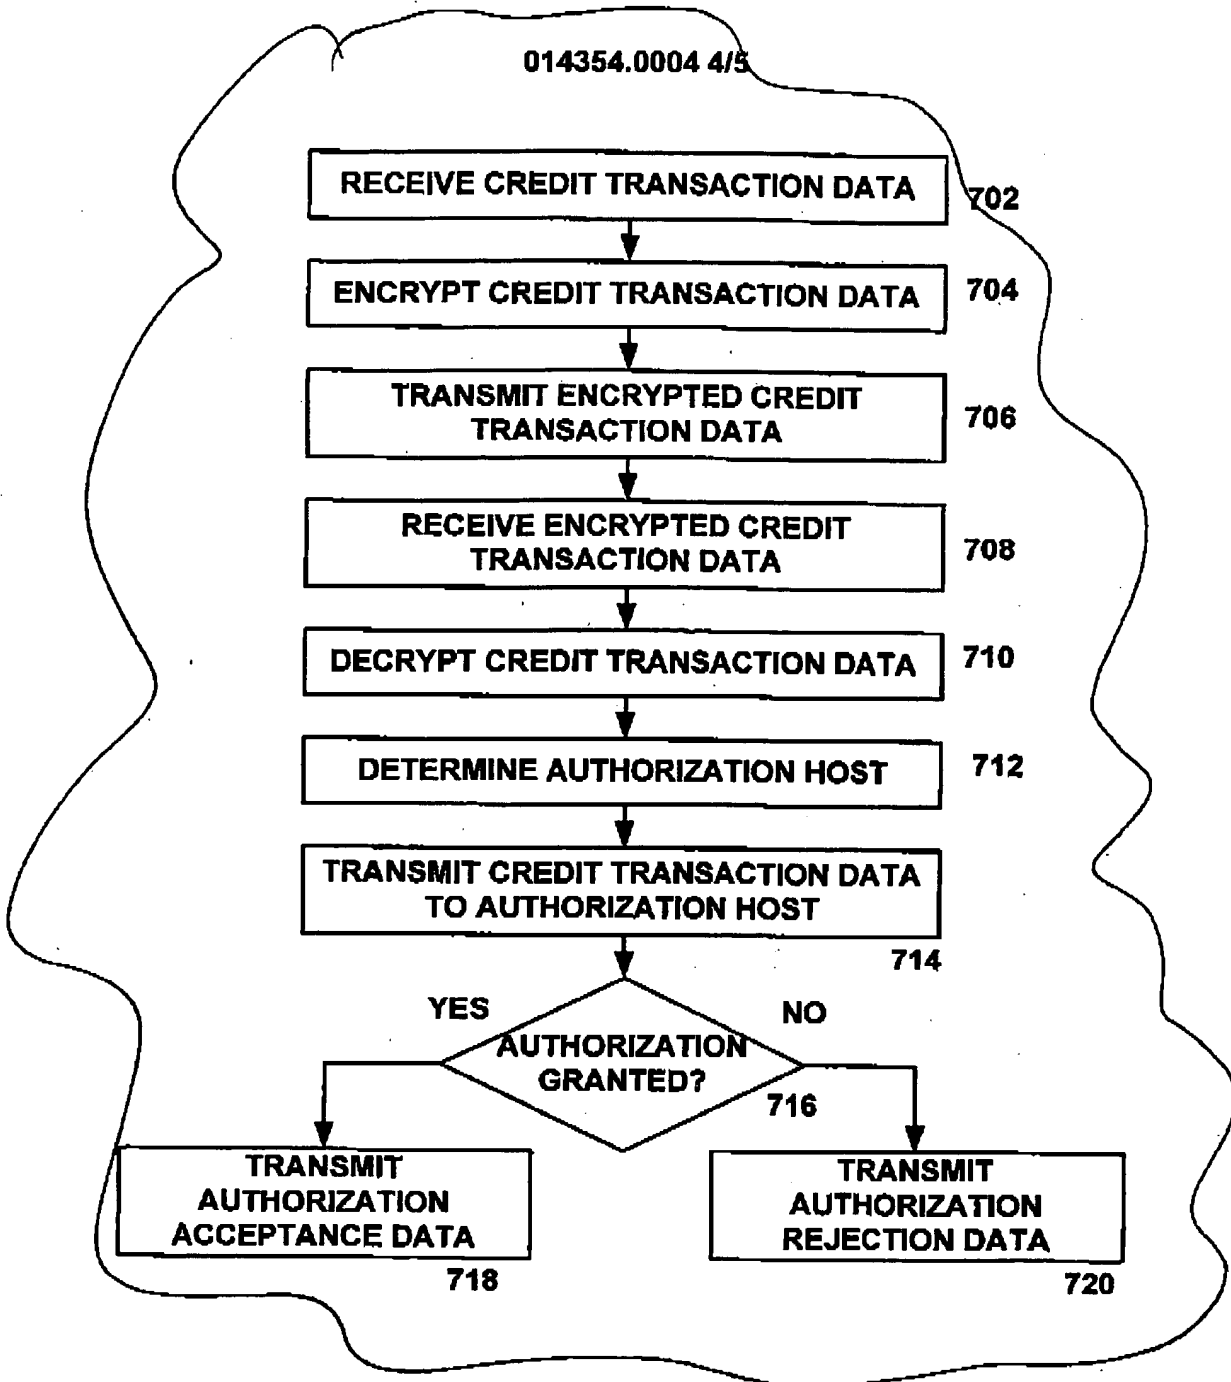 014354.0004 4/5
RECEIVE CREDIT TRANSACTION DATA
702
ENCRYPT CREDIT TRANSACTION DATA
704
TRANSMIT ENCRYPTED CREDIT
TRANSACTION DATA
706
RECEIVE ENCRYPTED CREDIT
TRANSACTION DATA
708
DECRYPT CREDIT TRANSACTION DATA
710
DETERMINE AUTHORIZATION HOST
712
TRANSMIT CREDIT TRANSACTION DATA
TO AUTHORIZATION HOST
714
YES
NO
AUTHORIZATION
GRANTED?
716
TRANSMIT
AUTHORIZATION
ACCEPTANCE DATA
718
TRANSMIT
AUTHORIZATION
REJECTION DATA
720